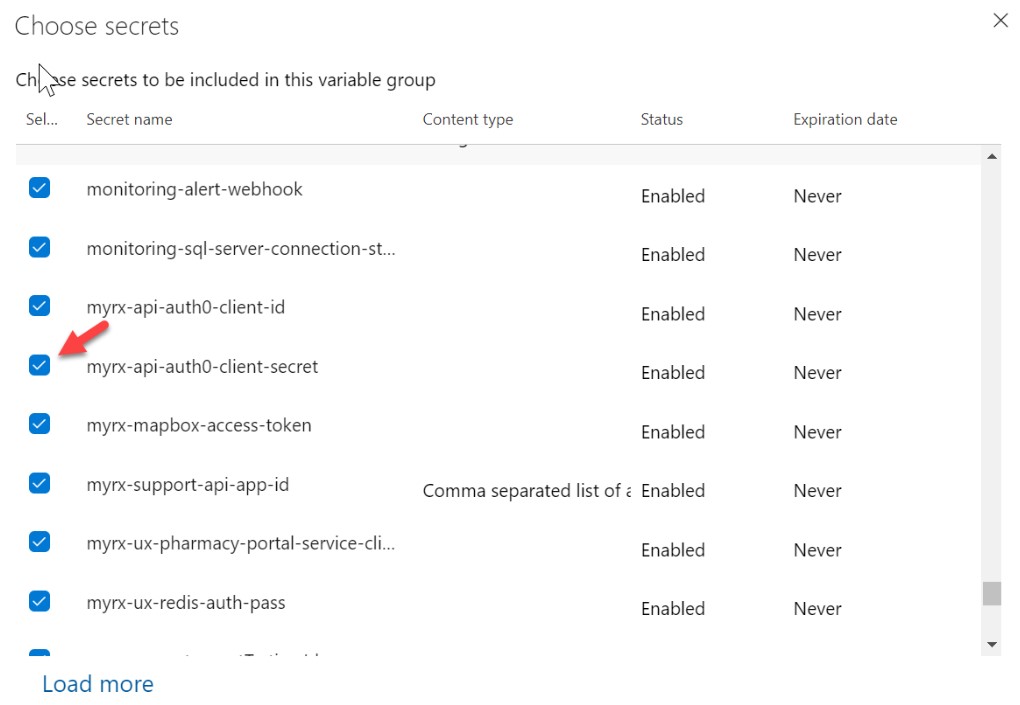 Choose secrets
Choose secrets to be included in this variable group
Sel... Secret name Content type Status Expiration date
monitoring-alert-webhook Enabled Never
monitoring-sql-server-connection-st... Enabled Never
myrx-api-auth0-client-id Enabled Never
myrx-api-auth0-client-secret Enabled Never
myrx-mapbox-access-token Enabled Never
myrx-support-api-app-id Comma separated list of Enabled Never
myrx-ux-pharmacy-portal-service-cli... Enabled Never
myrx-ux-redis-auth-pass Enabled Never
Load more